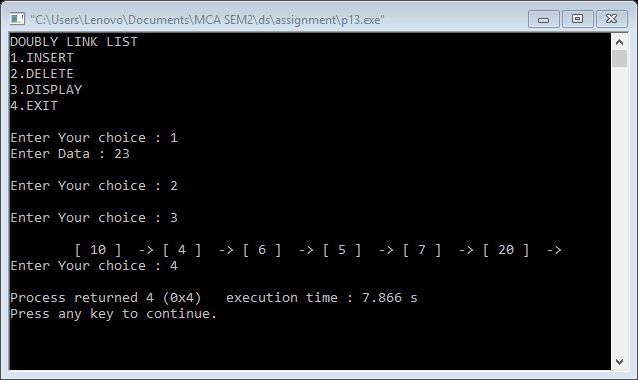 "C:\Users\Lenovo\Documents\MCA SEM2\ds\assignment\p13.exe"
DOUBLY LINK LIST
1.INSERT
2.DELETE
3.DISPLAY
4.EXIT
Enter Your choice : 1
Enter Data : 23
Enter Your choice : 2
Enter Your choice : 3
[ 10 ]  -> [ 4 ]  -> [ 6 ]  -> [ 5 ]  -> [ 7 ]  -> [ 20 ]  ->
Enter Your choice : 4
Process returned 4 (0x4)   execution time : 7.866 s
Press any key to continue.